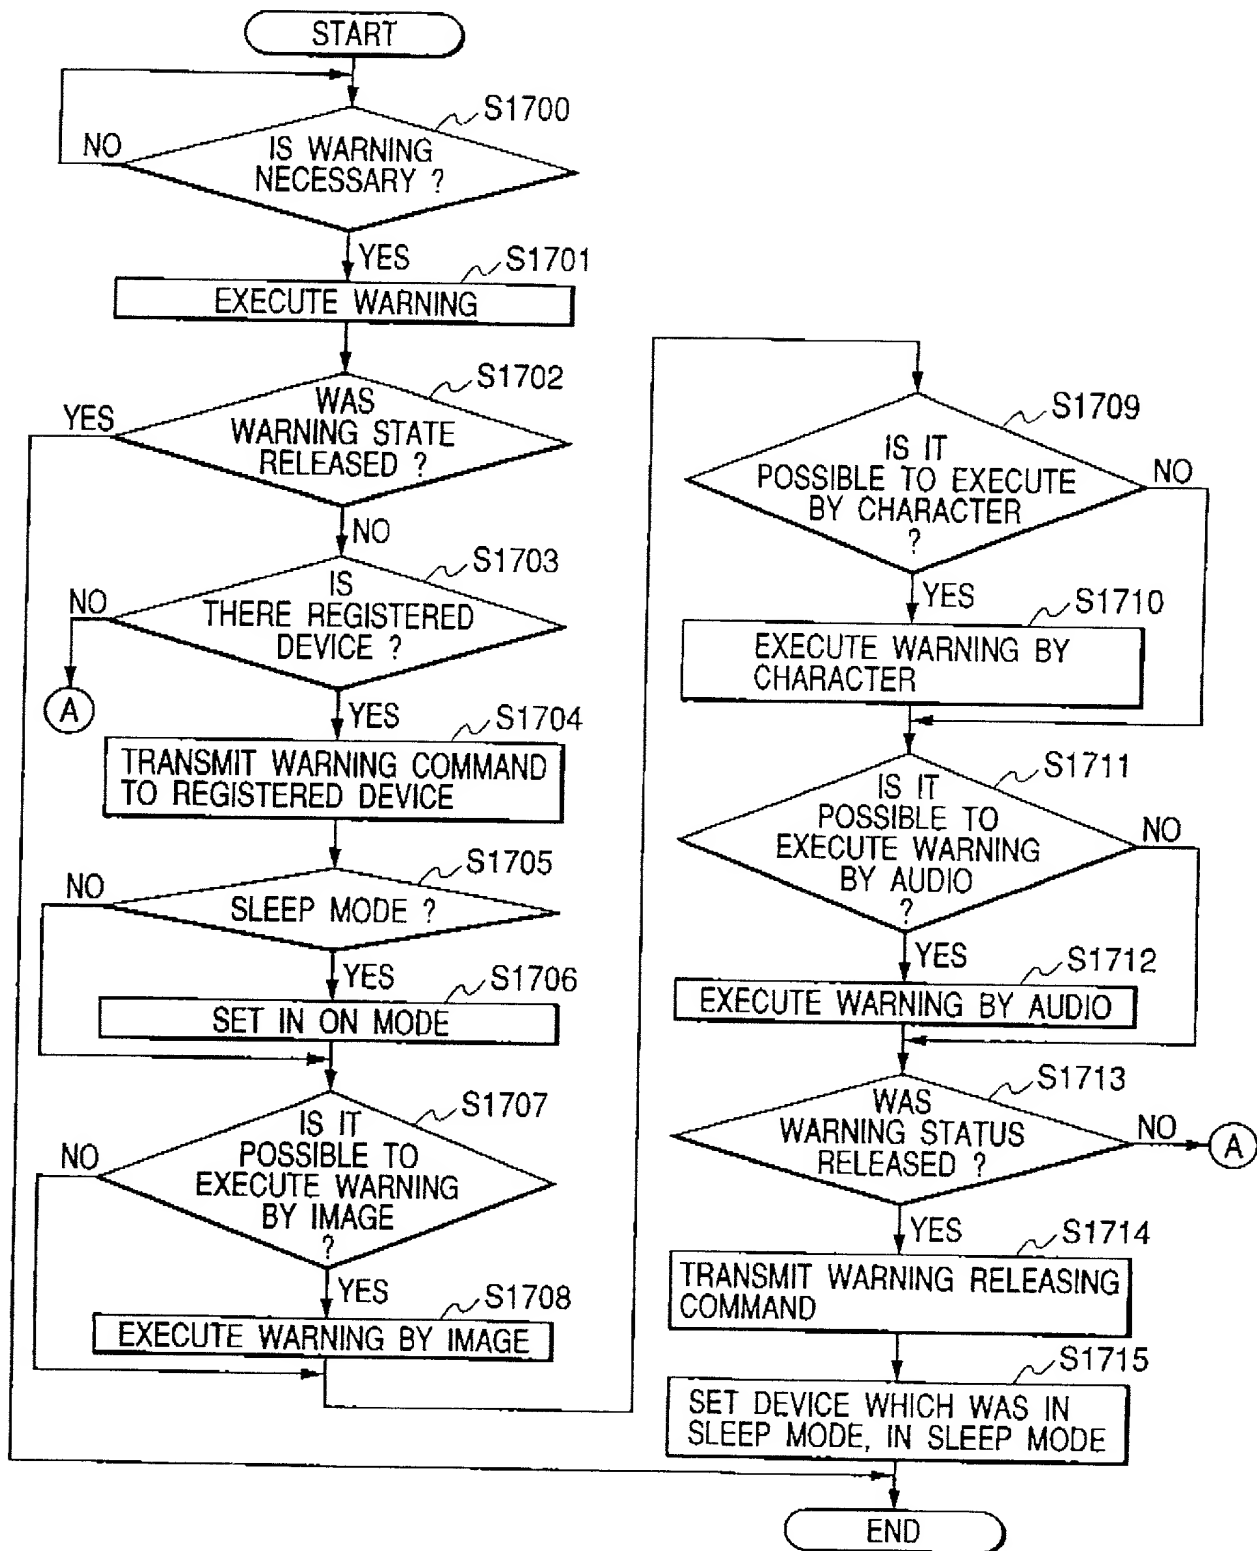 START
S1700
NO
IS WARNING
NECESSARY ?
YES
S1701
EXECUTE WARNING
S1702
YES
WAS
WARNING STATE
RELEASED ?
NO
S1703
NO
IS
THERE REGISTERED
DEVICE ?
A
YES
S1704
TRANSMIT WARNING COMMAND
TO REGISTERED DEVICE
S1705
NO
SLEEP MODE ?
YES
S1706
SET IN ON MODE
S1707
NO
IS IT
POSSIBLE TO
EXECUTE WARNING
BY IMAGE
?
YES
S1708
EXECUTE WARNING BY IMAGE
S1709
IS IT
POSSIBLE TO EXECUTE
BY CHARACTER
?
NO
YES
S1710
EXECUTE WARNING BY
CHARACTER
S1711
IS IT
POSSIBLE TO
EXECUTE WARNING
BY AUDIO
?
NO
YES
S1712
EXECUTE WARNING BY AUDIO
S1713
WAS
WARNING STATUS
RELEASED ?
NO
A
YES
S1714
TRANSMIT WARNING RELEASING
COMMAND
S1715
SET DEVICE WHICH WAS IN
SLEEP MODE, IN SLEEP MODE
END